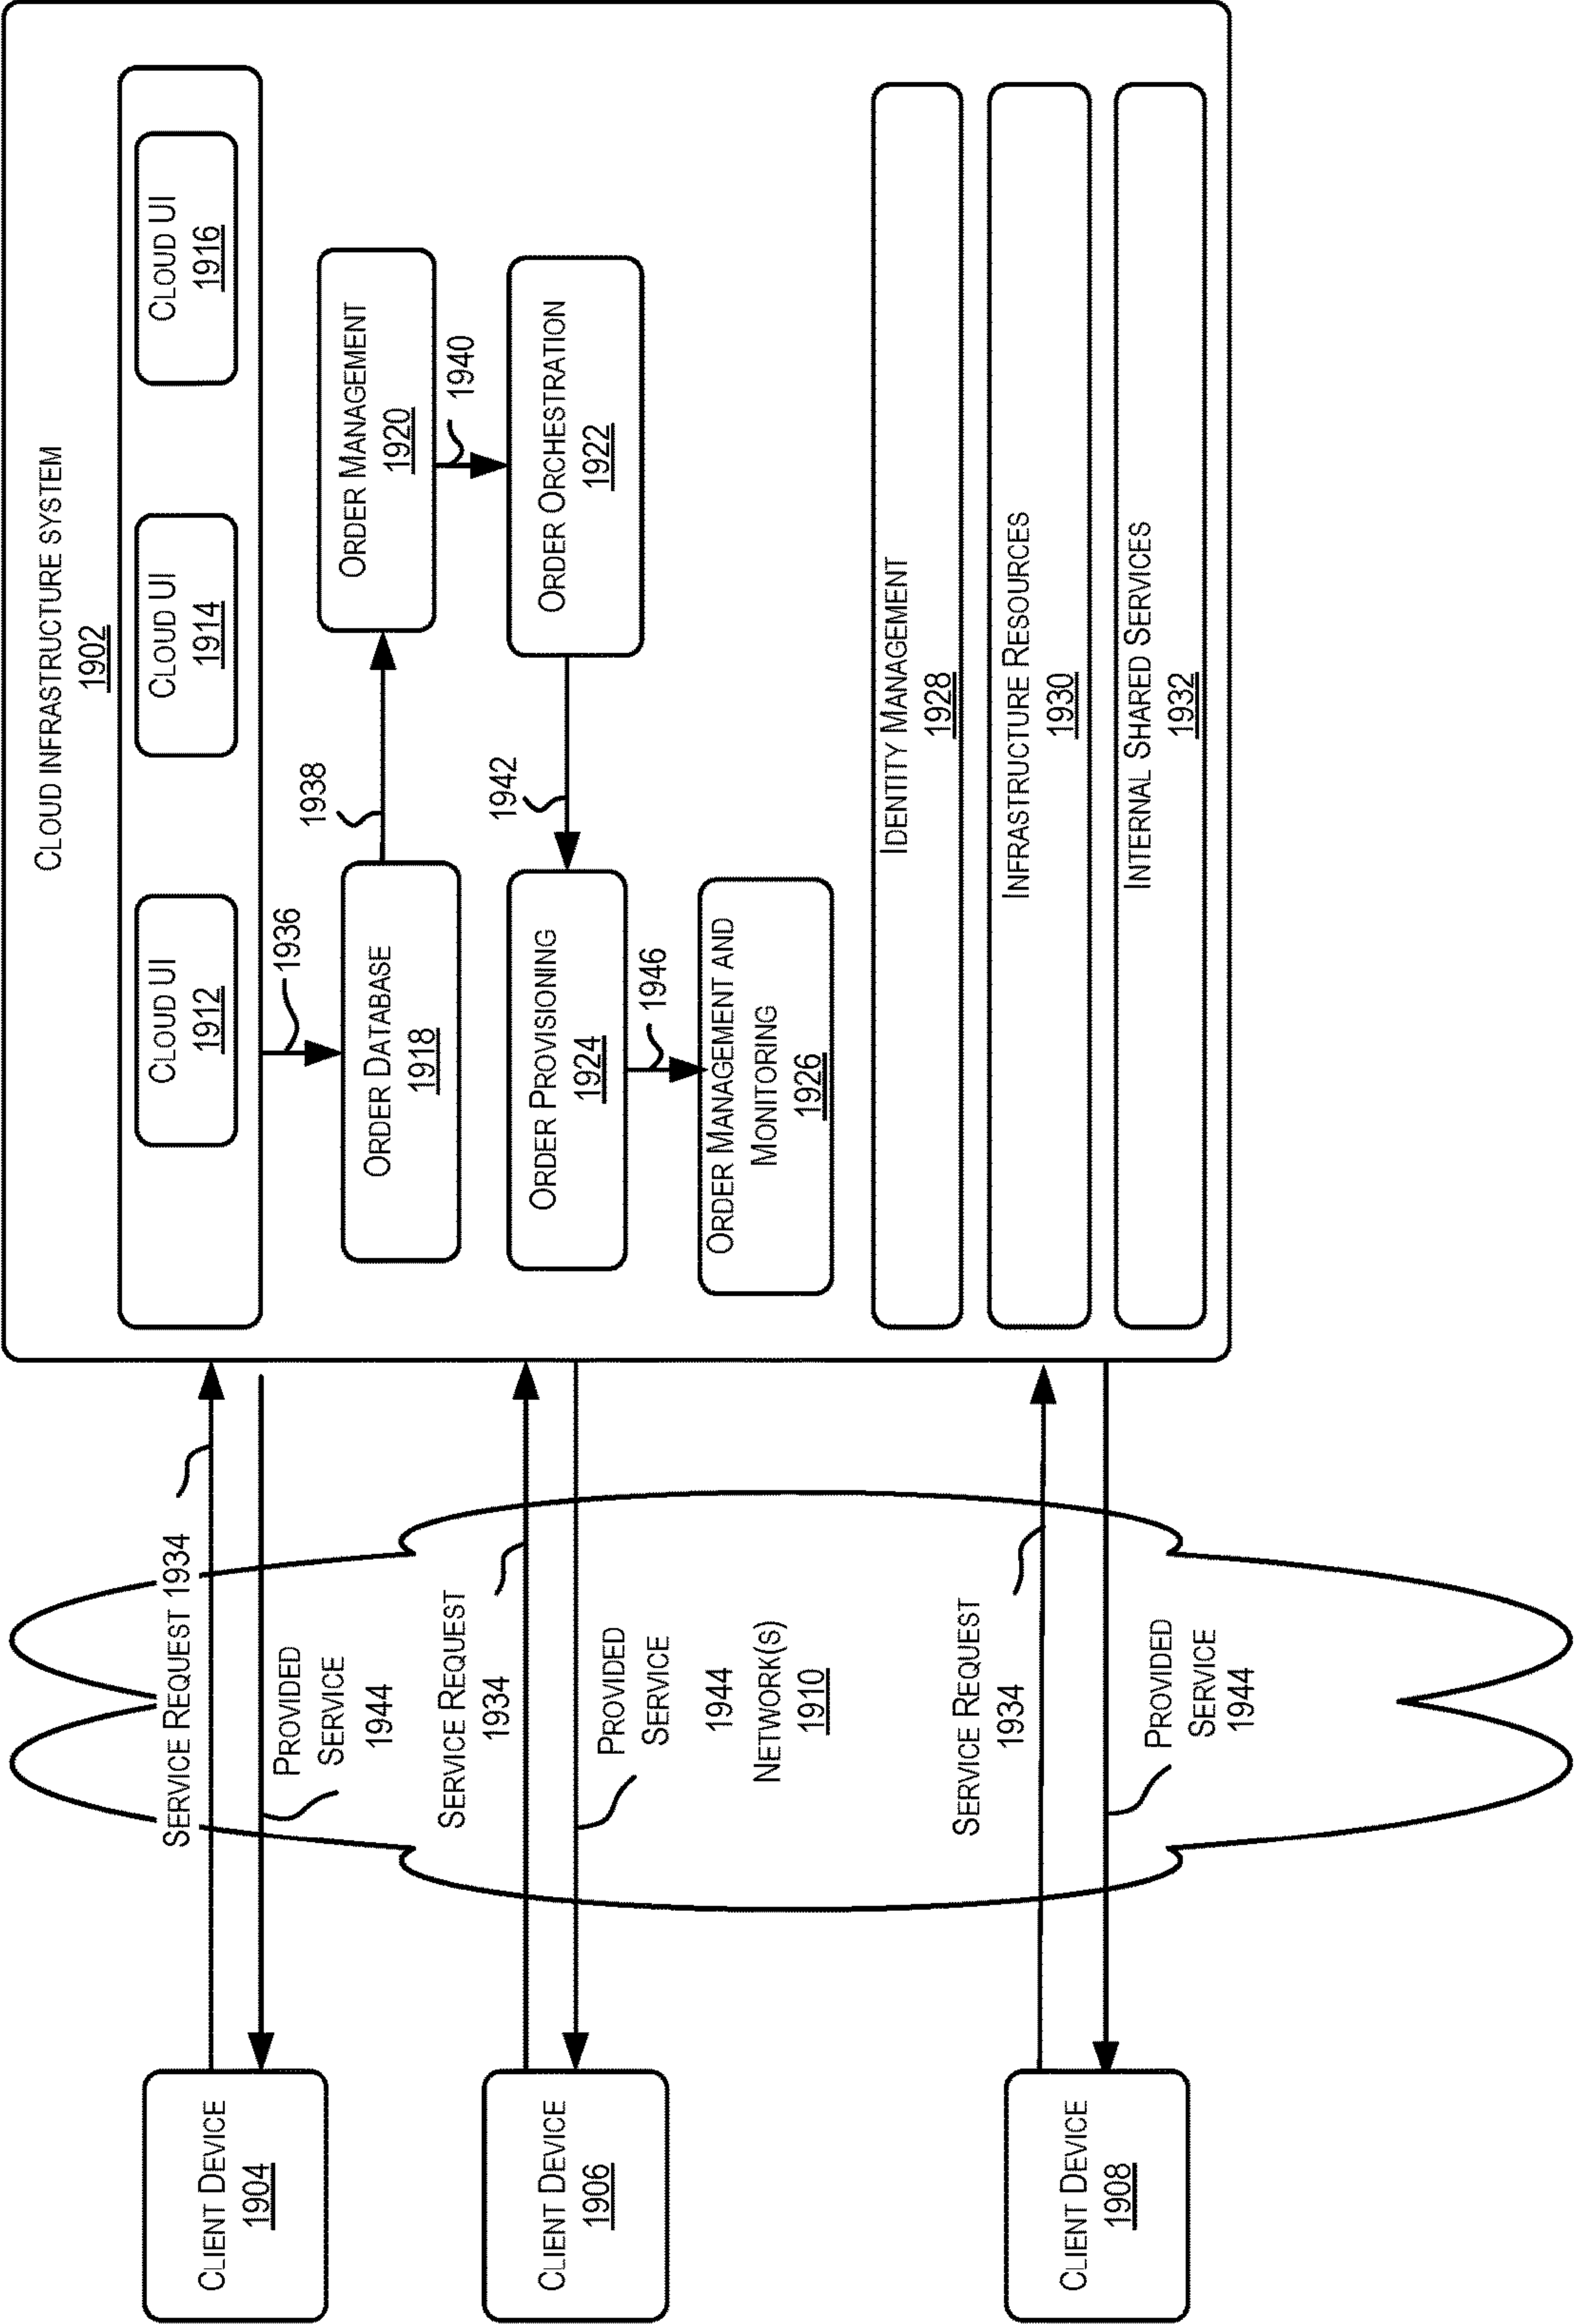 CLOUD INFRASTRUCTURE SYSTEM
1902
CLOUD UI
1912
CLOUD UI
1914
CLOUD UI
1916
1936
ORDER DATABASE
1918
1938
ORDER MANAGEMENT
1920
1940
ORDER ORCHESTRATION
1922
1942
ORDER PROVISIONING
1924
1946
ORDER MANAGEMENT AND
MONITORING
1926
IDENTITY MANAGEMENT
1928
INFRASTRUCTURE RESOURCES
1930
INTERNAL SHARED SERVICES
1932
SERVICE REQUEST 1934
PROVIDED
SERVICE
1944
SERVICE REQUEST
1934
PROVIDED
SERVICE
1944
NETWORK(S)
1910
SERVICE REQUEST
1934
PROVIDED
SERVICE
1944
CLIENT DEVICE
1904
CLIENT DEVICE
1906
CLIENT DEVICE
1908